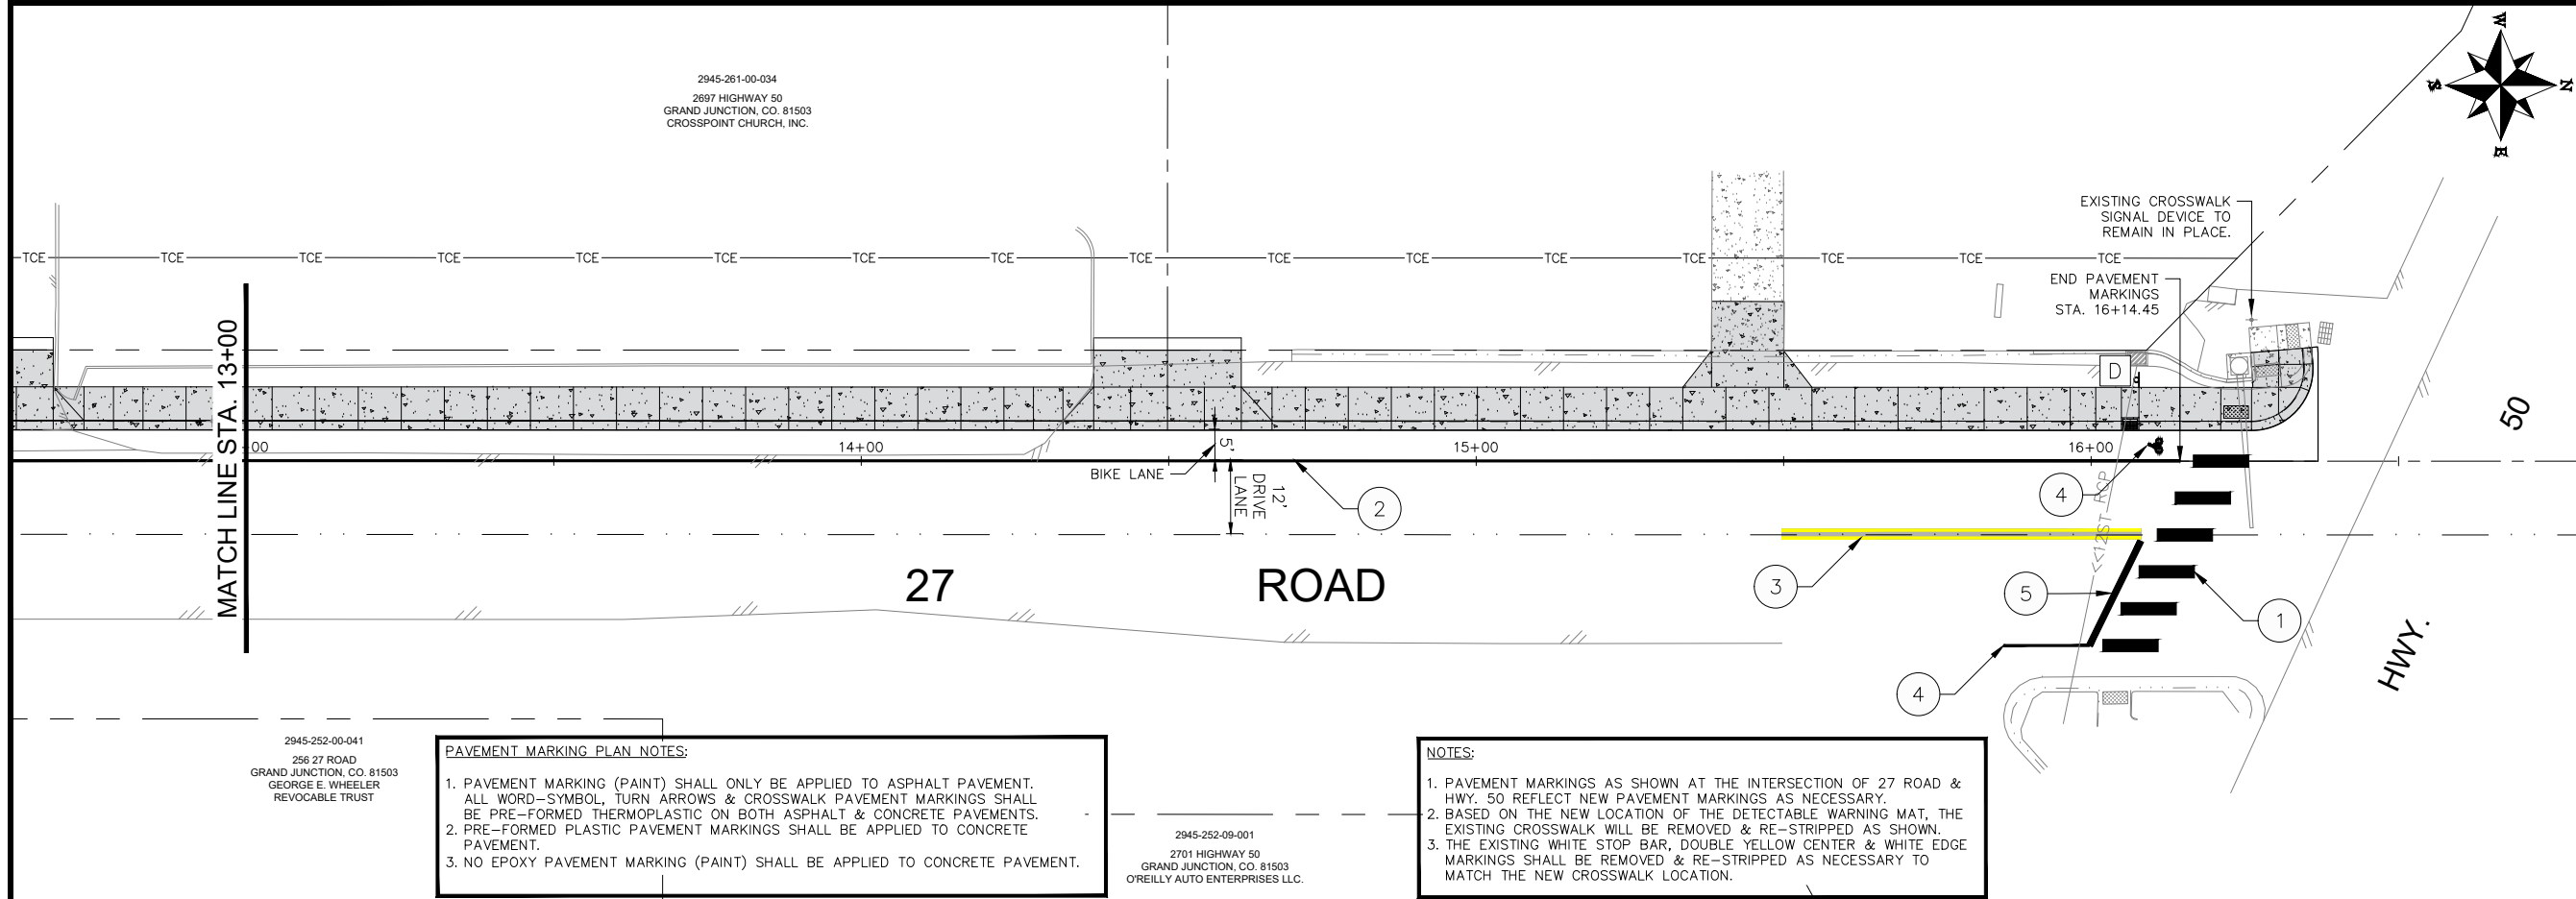 2945-261-00-034
2697 HIGHWAY 50
GRAND JUNCTION, CO. 81503
CROSSPOINT CHURCH, INC.
W
N
S
E
EXISTING CROSSWALK
SIGNAL DEVICE TO
REMAIN IN PLACE.
TCE TCE TCE TCE TCE TCE TCE TCE TCE TCE TCE TCE TCE TCE TCE TCE
END PAVEMENT
MARKINGS
STA. 16+14.45
MATCH LINE STA. 13+00
D
00
14+00
15+00
16+00
5'
BIKE LANE
12'
DRIVE
LANE
2
4
<<12ST RCP
50
HWY.
27 ROAD
3
5
1
4
2945-252-00-041
256 27 ROAD
GRAND JUNCTION, CO. 81503
GEORGE E. WHEELER
REVOCABLE TRUST
PAVEMENT MARKING PLAN NOTES:
1. PAVEMENT MARKING (PAINT) SHALL ONLY BE APPLIED TO ASPHALT PAVEMENT.
ALL WORD-SYMBOL, TURN ARROWS & CROSSWALK PAVEMENT MARKINGS SHALL
BE PRE-FORMED THERMOPLASTIC ON BOTH ASPHALT & CONCRETE PAVEMENTS.
2. PRE-FORMED PLASTIC PAVEMENT MARKINGS SHALL BE APPLIED TO CONCRETE
PAVEMENT.
3. NO EPOXY PAVEMENT MARKING (PAINT) SHALL BE APPLIED TO CONCRETE PAVEMENT.
2945-252-09-001
2701 HIGHWAY 50
GRAND JUNCTION, CO. 81503
O'REILLY AUTO ENTERPRISES LLC.
NOTES:
1. PAVEMENT MARKINGS AS SHOWN AT THE INTERSECTION OF 27 ROAD &
HWY. 50 REFLECT NEW PAVEMENT MARKINGS AS NECESSARY.
2. BASED ON THE NEW LOCATION OF THE DETECTABLE WARNING MAT, THE
EXISTING CROSSWALK WILL BE REMOVED & RE-STRIPPED AS SHOWN.
3. THE EXISTING WHITE STOP BAR, DOUBLE YELLOW CENTER & WHITE EDGE
MARKINGS SHALL BE REMOVED & RE-STRIPPED AS NECESSARY TO
MATCH THE NEW CROSSWALK LOCATION.